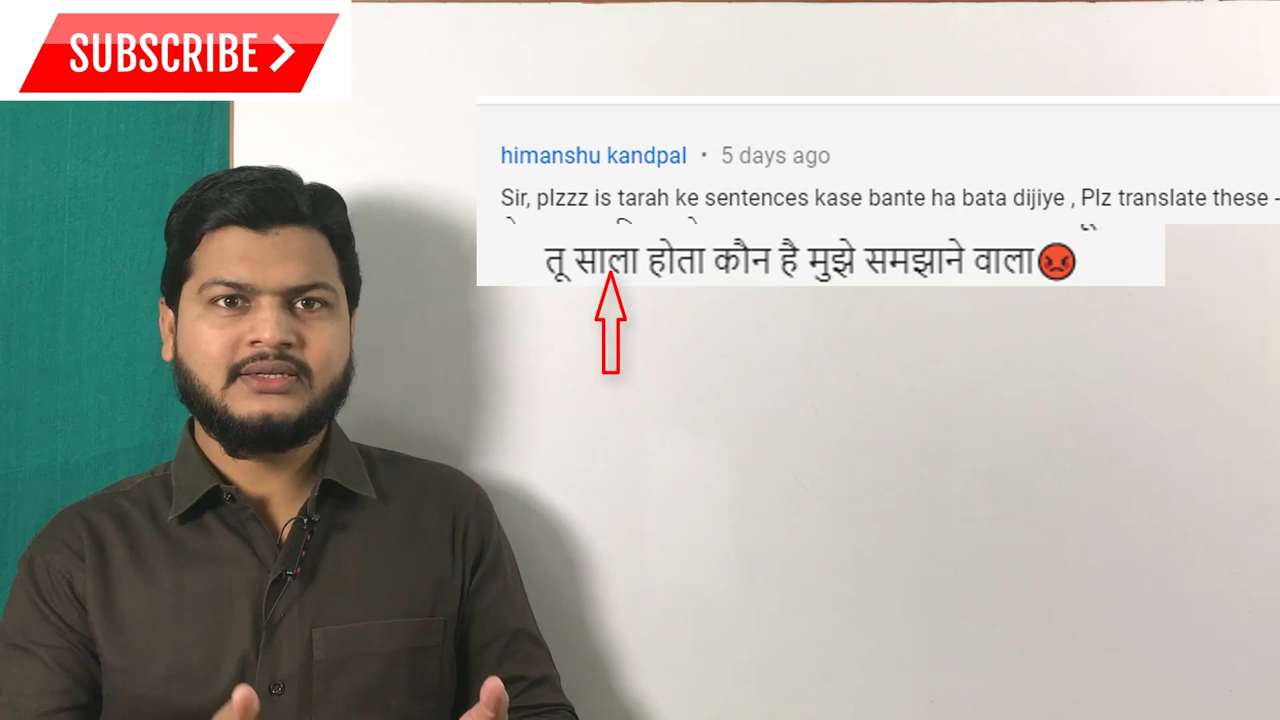 SUBSCRIBE
himanshu kandpal • 5 days ago
Sir, plzzz is tarah ke sentences kase bante ha bata dijiye , Plz translate these -
तू साला होता कौन है मुझे समझाने वाला😡